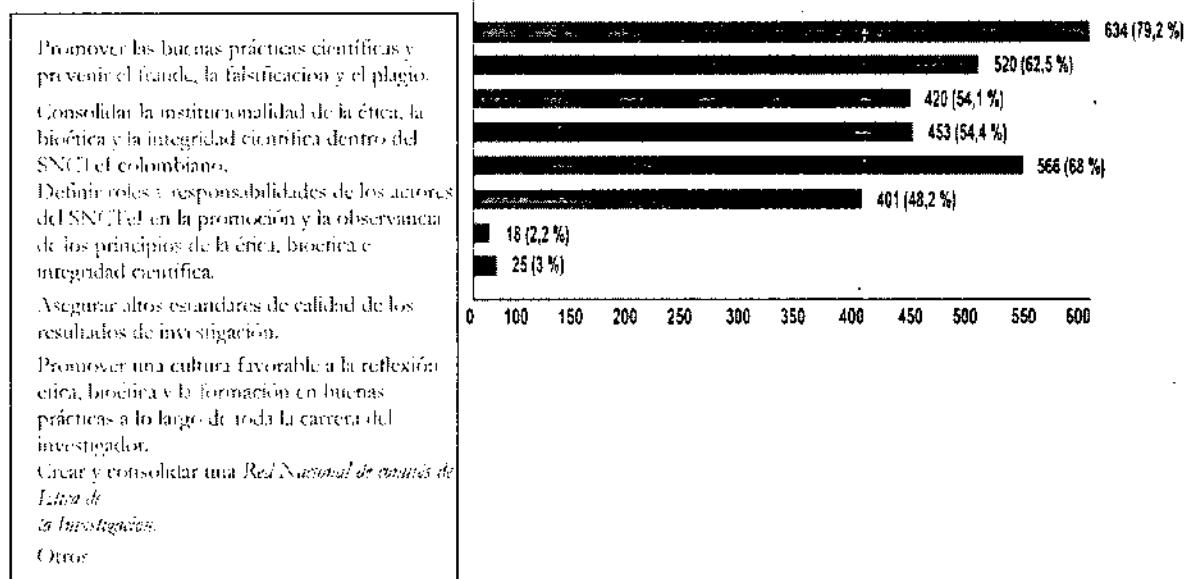 Promover las buenas prácticas científicas y
prevenir el fraude, la falsificacion y el plagio.
Consolidar la institucionalidad de la ética, la
bioética y la integridad científica dentro del
SNCTeI colombiano.
Definir roles y responsabilidades de los actores
del SNCTeI en la promoción y la observancia
de los principios de la ética, bioetica e
integridad científica.
Asegurar altos estandares de calidad de los
resultados de investigación.
Promover una cultura favorable a la reflexión
etica, bioética y la formación en buenas
prácticas a lo largo de toda la carrera del
investigador.
Crear y consolidar una Red Nacional de comités de
Etica de
la Investigacion.
Otros
634 (79,2 %)
520 (62,5 %)
420 (54,1 %)
453 (54,4 %)
566 (68 %)
401 (48,2 %)
18 (2,2 %)
25 (3 %)
0 100 150 200 250 300 350 400 450 500 550 600